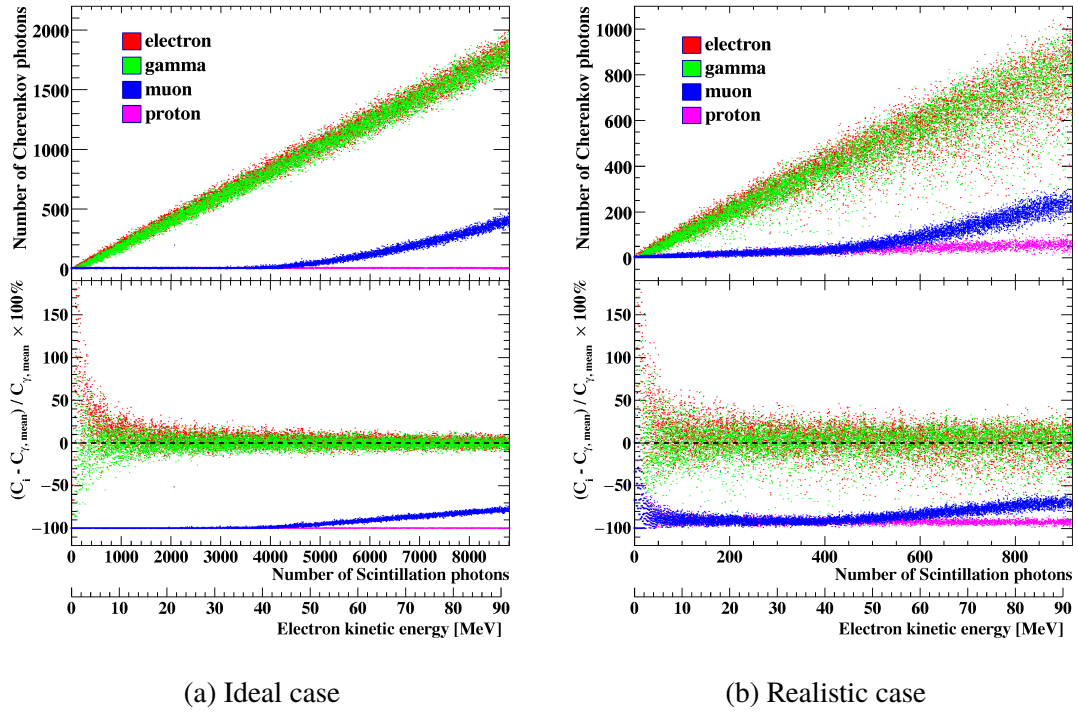 Number of Cherenkov photons
2000
1500
1000
500
0
electron
gamma
muon
proton
(C_i - C_γ, mean) / C_γ, mean × 100%
150
100
50
0
−50
−100
0 1000 2000 3000 4000 5000 6000 7000 8000
Number of Scintillation photons
0 10 20 30 40 50 60 70 80 90
Electron kinetic energy [MeV]
(a) Ideal case
Number of Cherenkov photons
1000
800
600
400
200
0
electron
gamma
muon
proton
(C_i - C_γ, mean) / C_γ, mean × 100%
150
100
50
0
−50
−100
0 200 400 600 800
Number of Scintillation photons
0 10 20 30 40 50 60 70 80 90
Electron kinetic energy [MeV]
(b) Realistic case